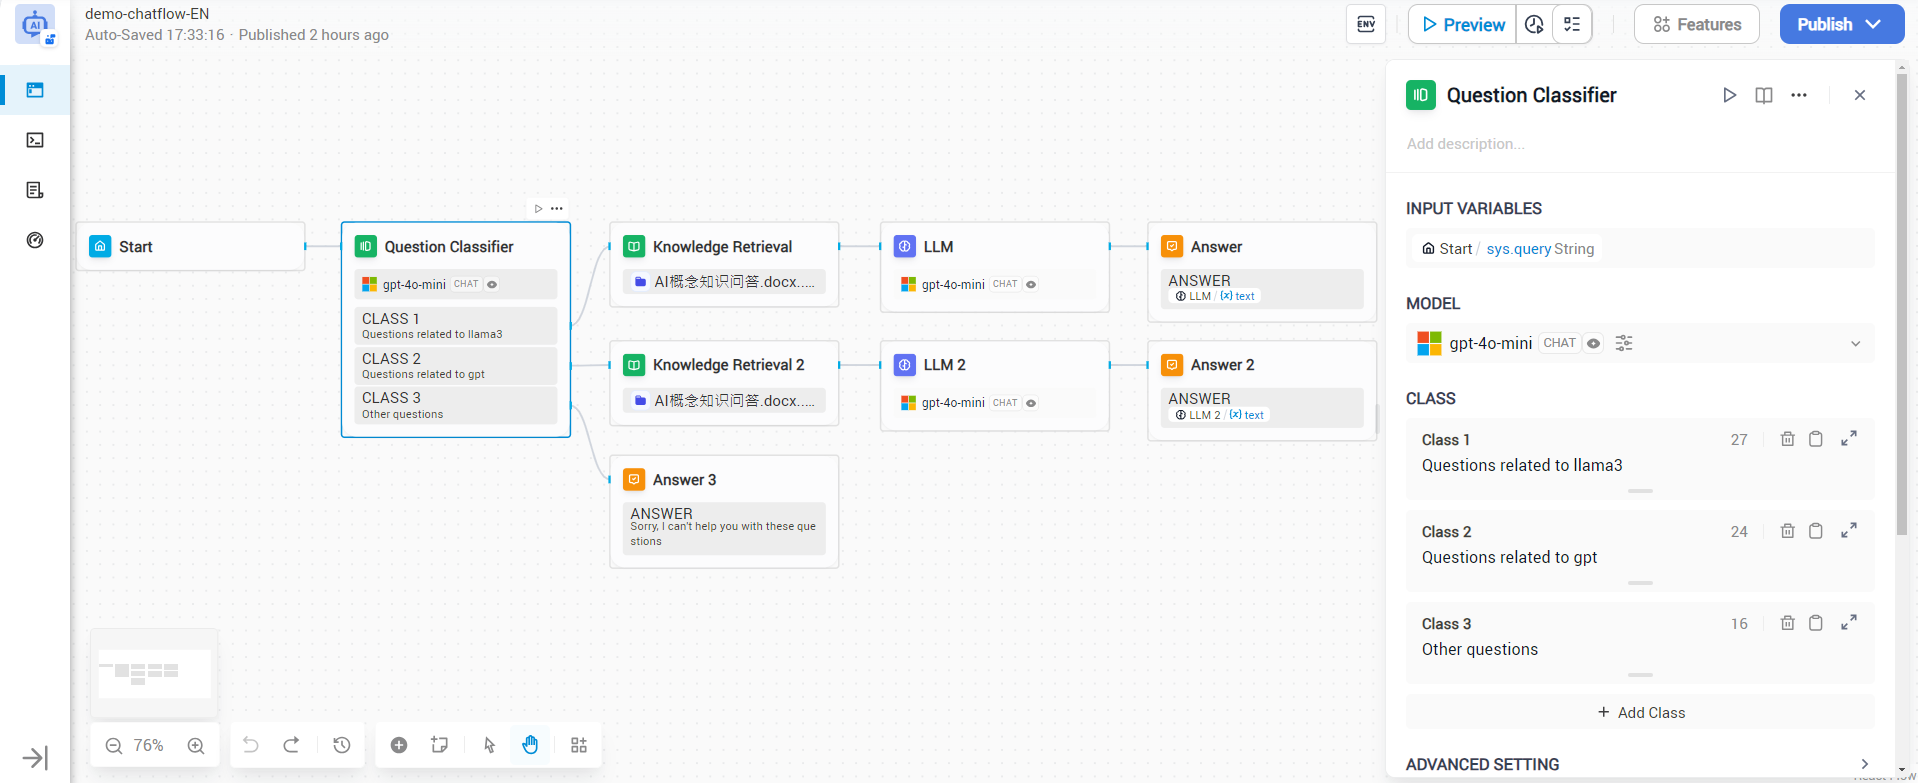 demo-chatflow-EN
Auto-Saved 17:33:16 · Published 2 hours ago
ENV
Preview
Features
Publish
Start
Question Classifier
gpt-4o-mini CHAT
CLASS 1
Questions related to llama3
CLASS 2
Questions related to gpt
CLASS 3
Other questions
Knowledge Retrieval
AI概念知识问答.docx....
LLM
gpt-4o-mini CHAT
Answer
ANSWER
LLM / {x} text
Knowledge Retrieval 2
AI概念知识问答.docx....
LLM 2
gpt-4o-mini CHAT
Answer 2
ANSWER
LLM 2 / {x} text
Answer 3
ANSWER
Sorry, I can't help you with these que
stions
76%
Question Classifier
Add description...
INPUT VARIABLES
Start / sys.query String
MODEL
gpt-4o-mini CHAT
CLASS
Class 1 27
Questions related to llama3
Class 2 24
Questions related to gpt
Class 3 16
Other questions
+ Add Class
ADVANCED SETTING